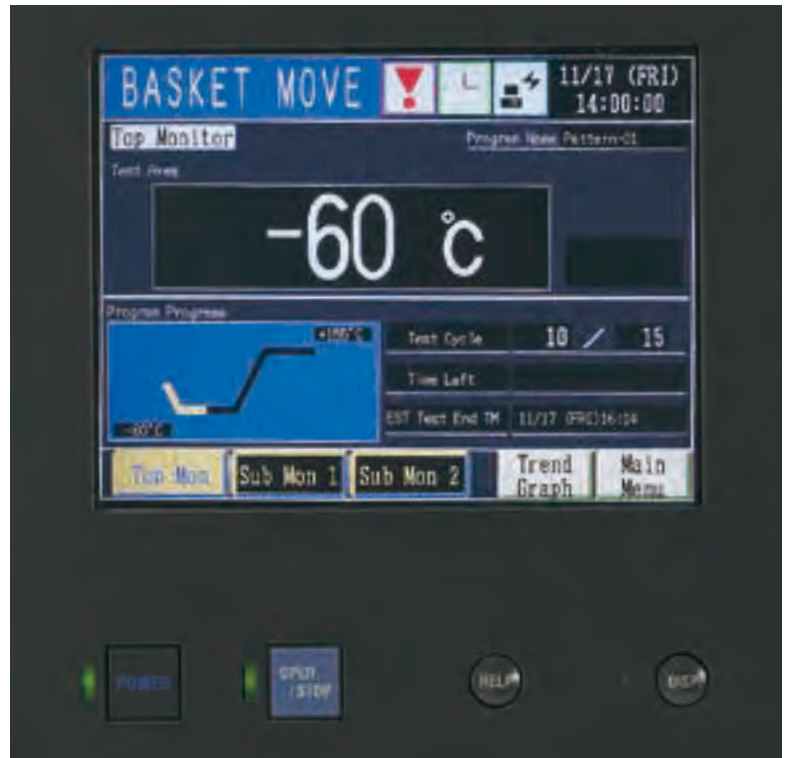 BASKET MOVE
11/17 (FRI)
14:00:00
Top Monitor
Program Name Pattern-01
Test Area
-60 ℃
Program Progress
+150℃
Test Cycle 10 / 15
Time Left
-60℃
EST Test End TM 11/17 (FRI)16:14
Top Mon
Sub Mon 1
Sub Mon 2
Trend
Graph
Main
Menu
POWER
OPER
/STOP
HELP
DISP